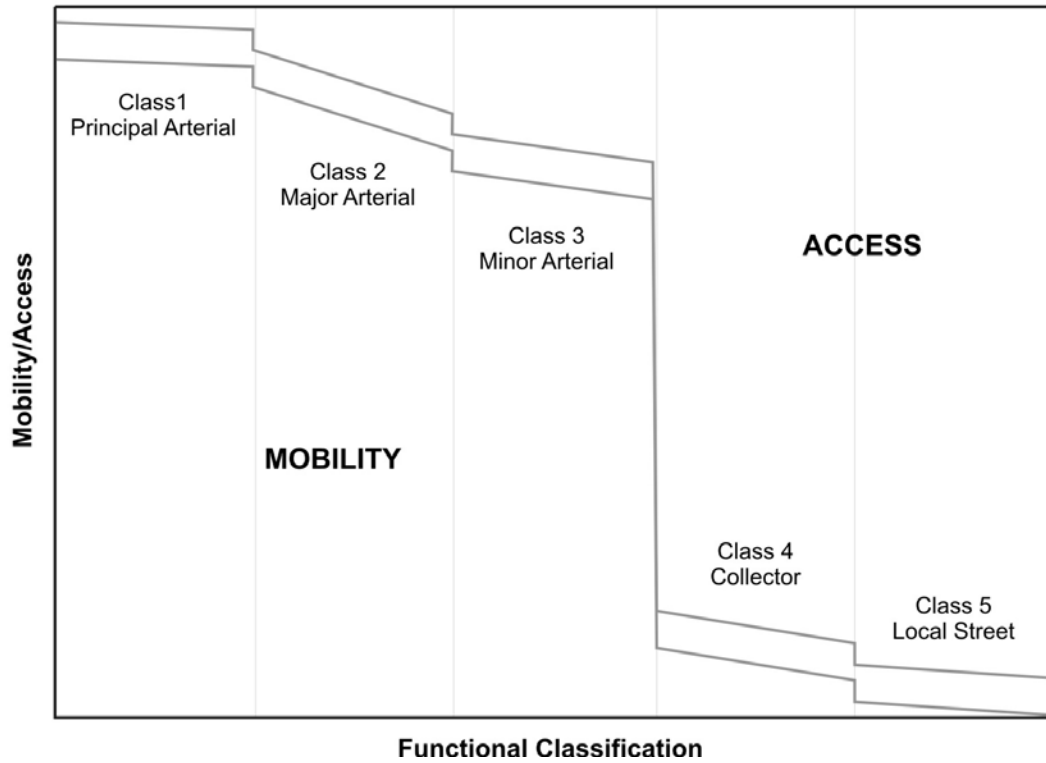 Class1
Principal Arterial
Class 2
Major Arterial
Class 3
Minor Arterial
ACCESS
Mobility/Access
MOBILITY
Class 4
Collector
Class 5
Local Street
Functional Classification